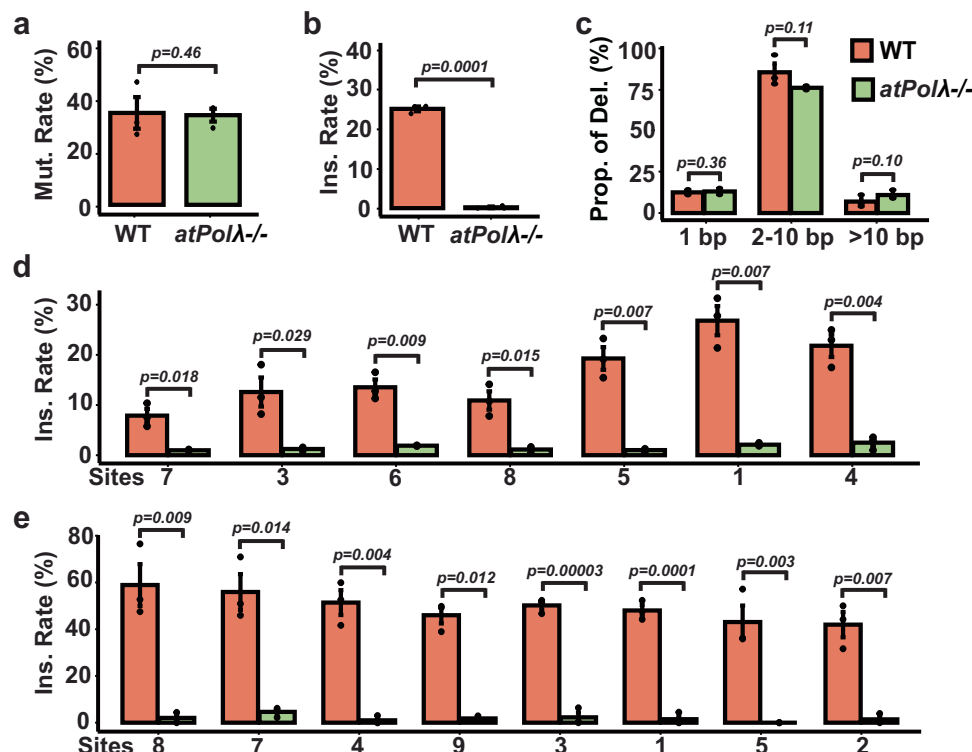 a
Mut. Rate (%)
60
40
20
0
p=0.46
WT
atPolλ-/-
b
Ins. Rate (%)
40
30
20
10
0
p=0.0001
WT
atPolλ-/-
c
Prop. of Del. (%)
100
75
50
25
0
p=0.36
p=0.11
p=0.10
1 bp
2-10 bp
>10 bp
WT
atPolλ-/-
d
Ins. Rate (%)
30
20
10
0
p=0.018
p=0.029
p=0.009
p=0.015
p=0.007
p=0.007
p=0.004
Sites 7 3 6 8 5 1 4
e
Ins. Rate (%)
80
60
40
20
0
p=0.009
p=0.014
p=0.004
p=0.012
p=0.00003
p=0.0001
p=0.003
p=0.007
Sites 8 7 4 9 3 1 5 2